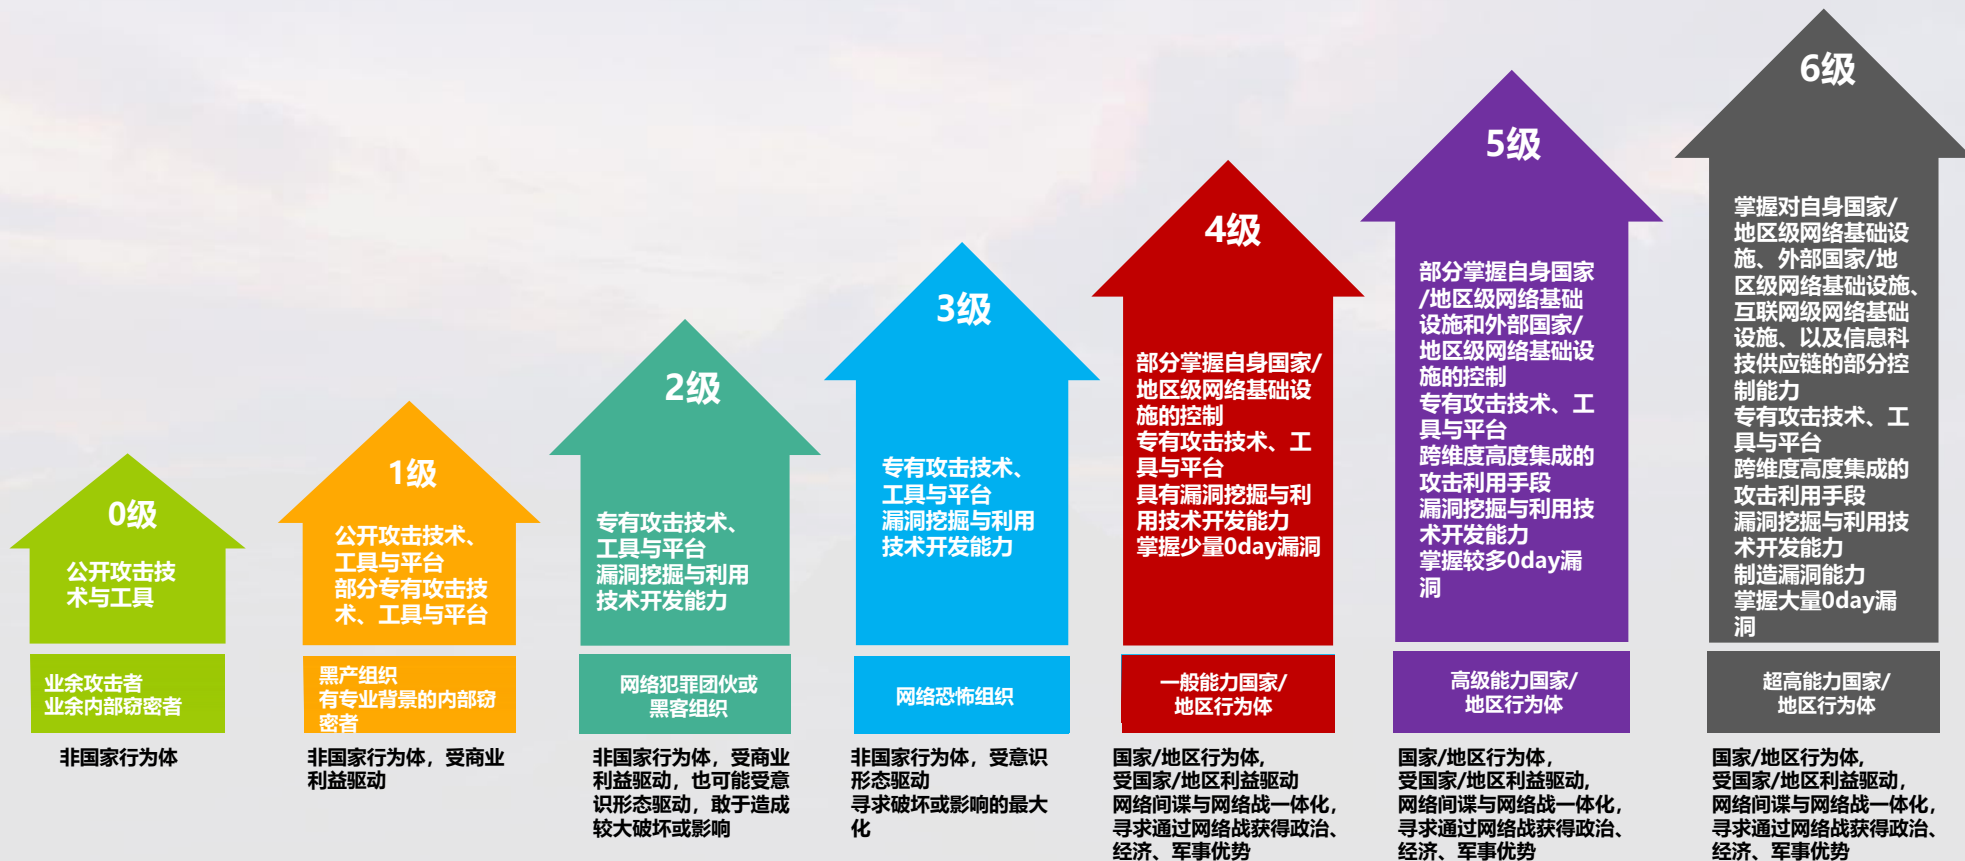 0级
公开攻击技
术与工具
业余攻击者
业余内部窃密者
非国家行为体
1级
公开攻击技术、
工具与平台
部分专有攻击技
术、工具与平台
黑产组织
有专业背景的内部窃
密者
非国家行为体，受商业
利益驱动
2级
专有攻击技术、
工具与平台
漏洞挖掘与利用
技术开发能力
网络犯罪团伙或
黑客组织
非国家行为体，受商业
利益驱动，也可能受意
识形态驱动，敢于造成
较大破坏或影响
3级
专有攻击技术、
工具与平台
漏洞挖掘与利用
技术开发能力
网络恐怖组织
非国家行为体，受意识
形态驱动
寻求破坏或影响的最大
化
4级
部分掌握自身国家/
地区级网络基础设
施的控制
专有攻击技术、工
具与平台
具有漏洞挖掘与利
用技术开发能力
掌握少量0day漏洞
一般能力国家/
地区行为体
国家/地区行为体，
受国家/地区利益驱动
网络间谍与网络战一体化，
寻求通过网络战获得政治、
经济、军事优势
5级
部分掌握自身国家
/地区级网络基础
设施和外部国家/
地区级网络基础设
施的控制
专有攻击技术、工
具与平台
跨维度高度集成的
攻击利用手段
漏洞挖掘与利用技
术开发能力
掌握较多0day漏
洞
高级能力国家/
地区行为体
国家/地区行为体，
受国家/地区利益驱动，
网络间谍与网络战一体化，
寻求通过网络战获得政治、
经济、军事优势
6级
掌握对自身国家/
地区级网络基础设
施、外部国家/地
区级网络基础设施、
互联网级网络基础
设施、以及信息科
技供应链的部分控
制能力
专有攻击技术、工
具与平台
跨维度高度集成的
攻击利用手段
漏洞挖掘与利用技
术开发能力
制造漏洞能力
掌握大量0day漏
洞
超高能力国家/
地区行为体
国家/地区行为体，
受国家/地区利益驱动，
网络间谍与网络战一体化，
寻求通过网络战获得政治、
经济、军事优势